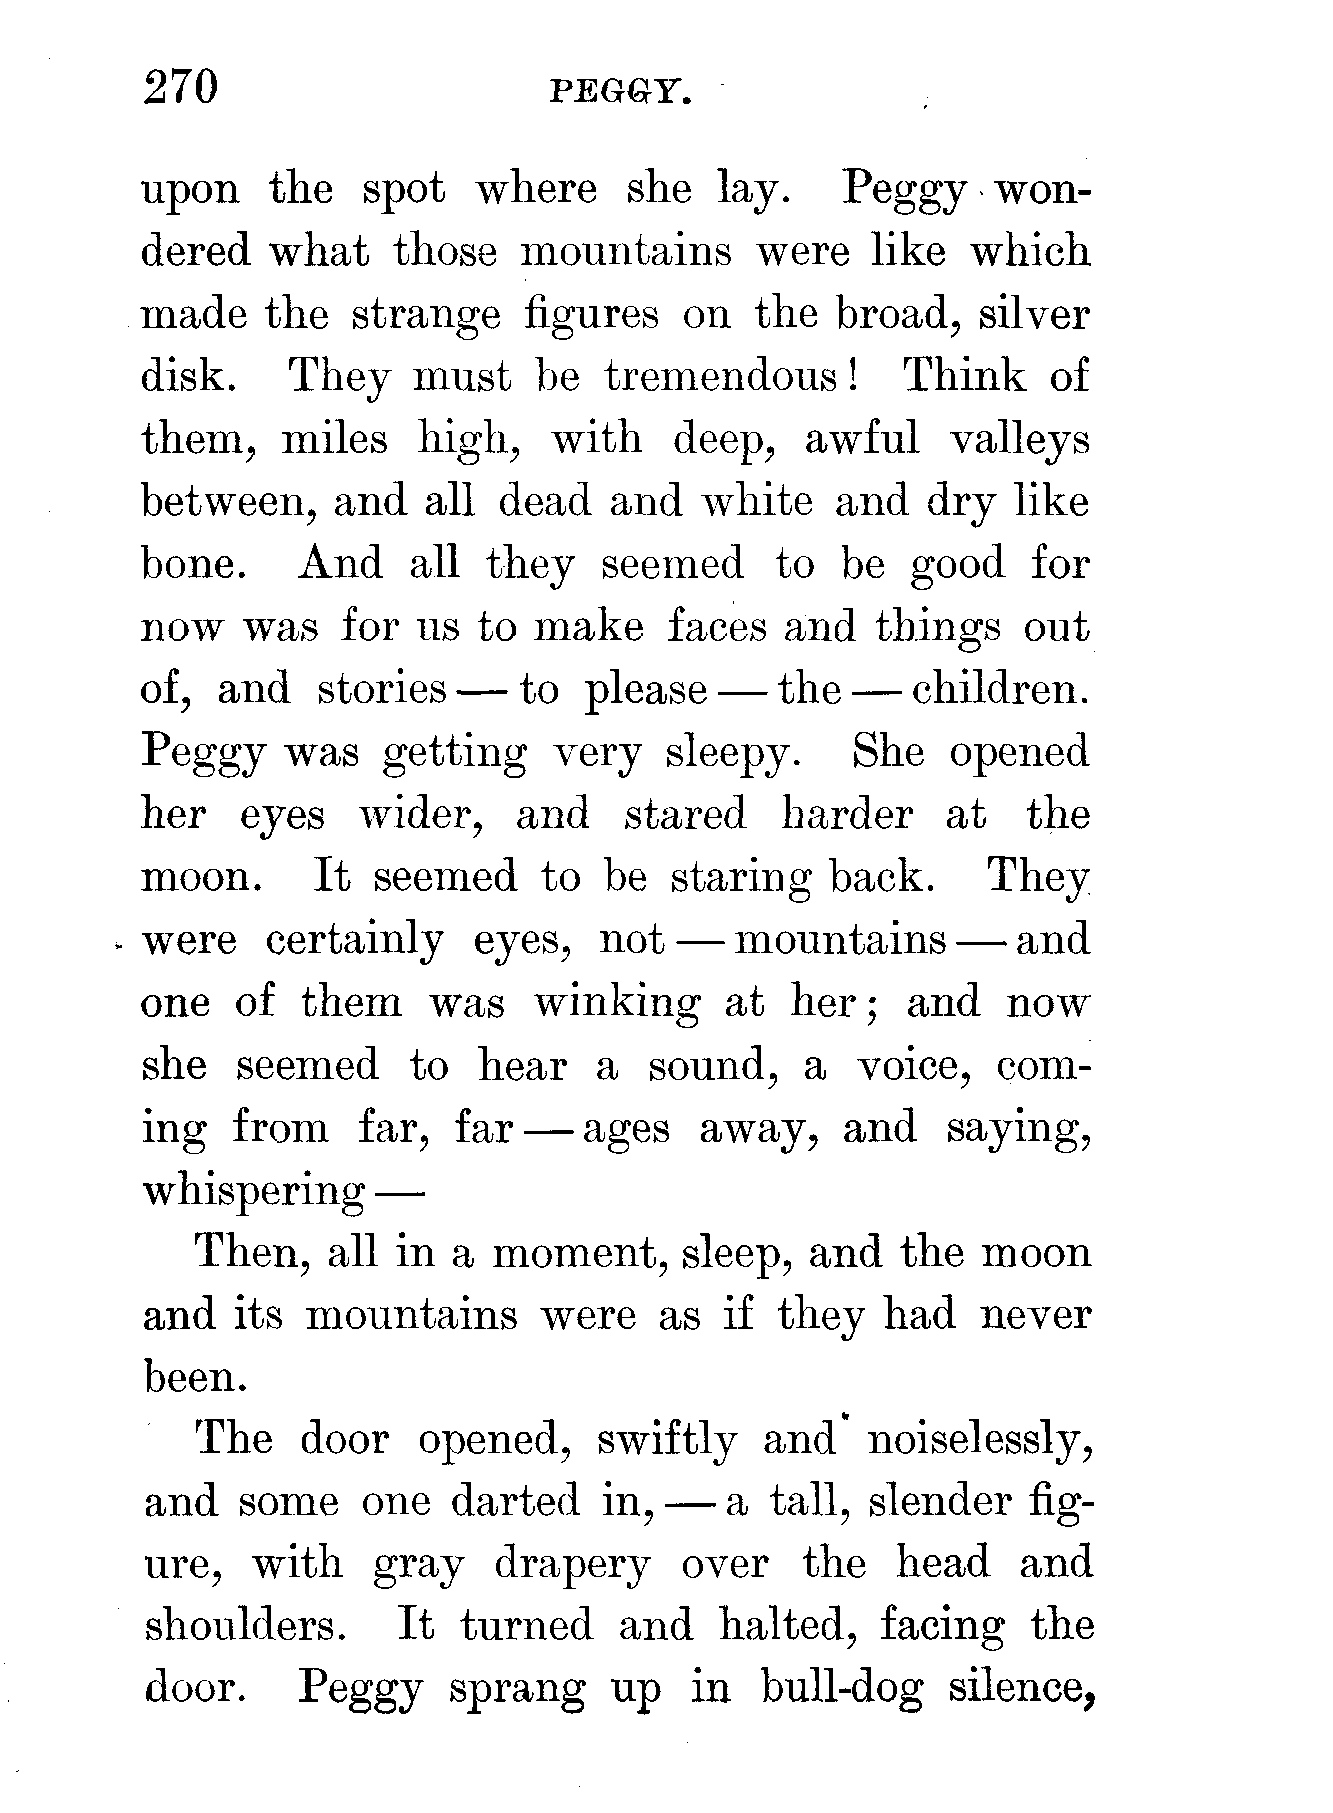 270 PEGGY.
upon the spot where she lay. Peggy won-
dered what those mountains were like which
made the strange figures on the broad, silver
disk. They must be tremendous! Think of
them, miles high, with deep, awful valleys
between, and all dead and white and dry like
bone. And all they seemed to be good for
now was for us to make faces and things out
of, and stories — to please — the — children.
Peggy was getting very sleepy. She opened
her eyes wider, and stared harder at the
moon. It seemed to be staring back. They
were certainly eyes, not — mountains — and
one of them was winking at her; and now
she seemed to hear a sound, a voice, com-
ing from far, far — ages away, and saying,
whispering —
Then, all in a moment, sleep, and the moon
and its mountains were as if they had never
been.
The door opened, swiftly and noiselessly,
and some one darted in, — a tall, slender fig-
ure, with gray drapery over the head and
shoulders. It turned and halted, facing the
door. Peggy sprang up in bull-dog silence,